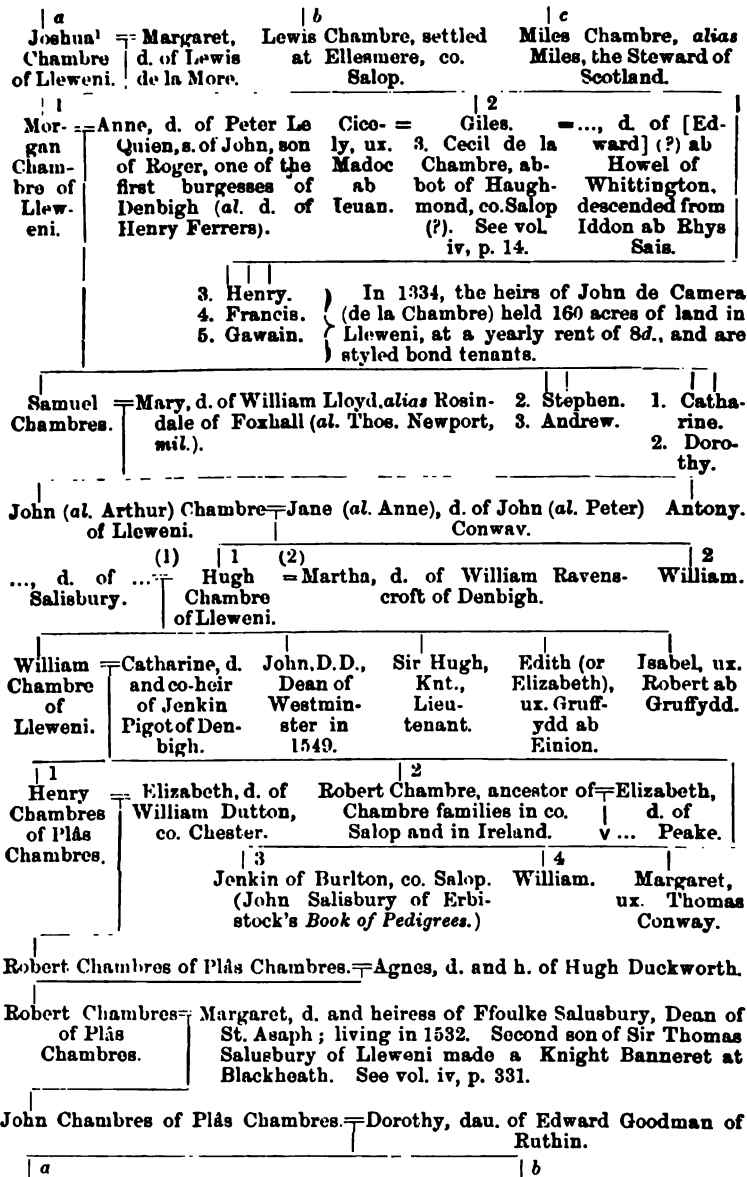 a b c
Joshua¹ = Margaret, Lewis Chambre, settled Miles Chambre, alias
Chambre d. of Lewis at Ellesmere, co. Miles, the Steward of
of Lleweni. de la More. Salop. Scotland.
1 2
Mor- = Anne, d. of Peter Le Cico- = Giles. = ..., d. of [Ed-
gan Quien, s. of John, son ly, ux. 3. Cecil de la ward] (?) ab
Cham- of Roger, one of the Madoc Chambre, ab- Howel of
bre of first burgesses of ab bot of Haugh- Whittington,
Llew- Denbigh (al. d. of Ieuan. mond, co. Salop descended from
eni. Henry Ferrers). (?). See vol. Iddon ab Rhys
iv, p. 14. Sais.
3. Henry. ) In 1334, the heirs of John de Camera
4. Francis. { (de la Chambre) held 160 acres of land in
5. Gawain. Lleweni, at a yearly rent of 8d., and are
) styled bond tenants.
Samuel = Mary, d. of William Lloyd, alias Rosin- 2. Stephen. 1. Catha-
Chambres. dale of Foxhall (al. Thos. Newport, 3. Andrew. rine.
mil.). 2. Doro-
thy.
John (al. Arthur) Chambre = Jane (al. Anne), d. of John (al. Peter) Antony.
of Lleweni. Conway.
(1) 1 (2) 2
..., d. of ... = Hugh = Martha, d. of William Ravens- William.
Salisbury. Chambre croft of Denbigh.
of Lleweni.
William = Catharine, d. John, D.D., Sir Hugh, Edith (or Isabel, ux.
Chambre and co-heir Dean of Knt., Elizabeth), Robert ab
of of Jenkin Westmin- Lieu- ux. Gruff- Gruffydd.
Lleweni. Pigot of Den- ster in tenant. ydd ab
bigh. 1549. Einion.
1 2
Henry = Elizabeth, d. of Robert Chambre, ancestor of = Elizabeth,
Chambres William Dutton, Chambre families in co. d. of
of Plâs co. Chester. Salop and in Ireland. v ... Peake.
Chambres.
3 4
Jenkin of Burlton, co. Salop. William. Margaret,
(John Salisbury of Erbi- ux. Thomas
stock's Book of Pedigrees.) Conway.
Robert Chambres of Plâs Chambres. = Agnes, d. and h. of Hugh Duckworth.
Robert Chambres = Margaret, d. and heiress of Ffoulke Salusbury, Dean of
of Plâs St. Asaph; living in 1532. Second son of Sir Thomas
Chambres. Salusbury of Lleweni made a Knight Banneret at
Blackheath. See vol. iv, p. 331.
John Chambres of Plâs Chambres. = Dorothy, dau. of Edward Goodman of
Ruthin.
a b